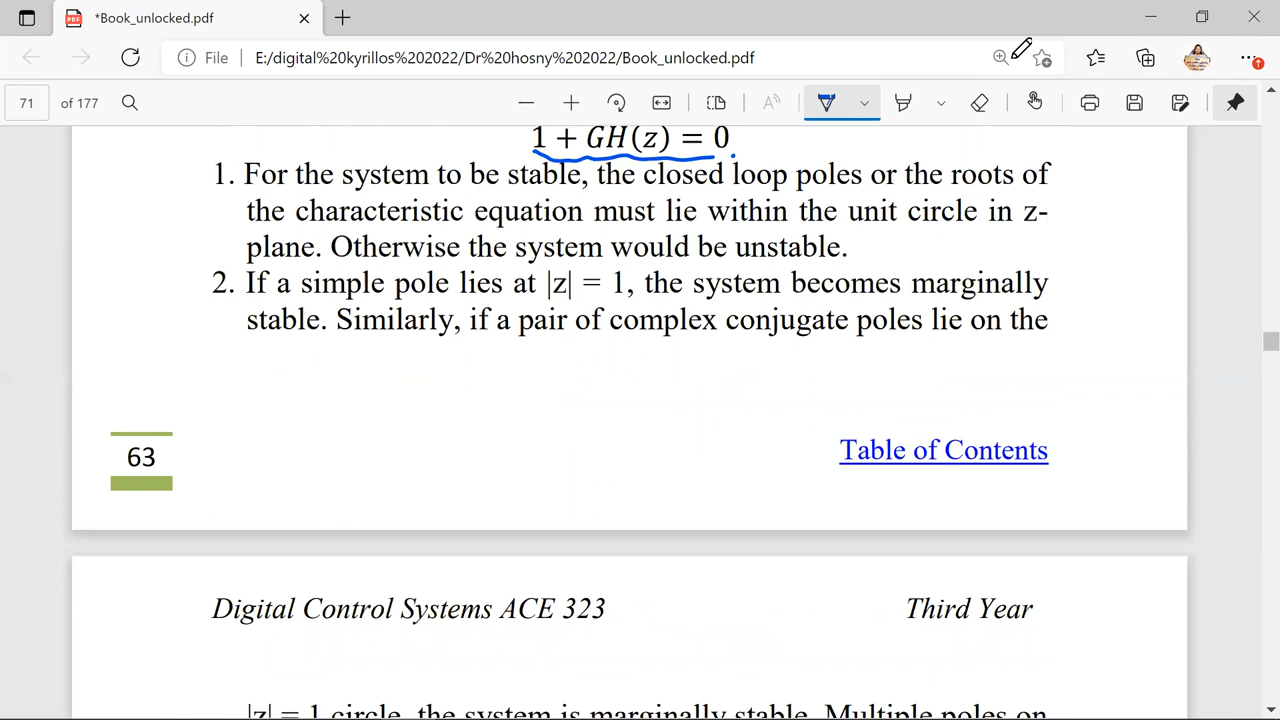 *Book_unlocked.pdf
File E:/digital%20kyrillos%202022/Dr%20hosny%202022/Book_unlocked.pdf
71 of 177
1 + GH(z) = 0
1. For the system to be stable, the closed loop poles or the roots of
the characteristic equation must lie within the unit circle in z-
plane. Otherwise the system would be unstable.
2. If a simple pole lies at |z| = 1, the system becomes marginally
stable. Similarly, if a pair of complex conjugate poles lie on the
63
Table of Contents
Digital Control Systems ACE 323 Third Year
|z| = 1 circle, the system is marginally stable. Multiple poles on